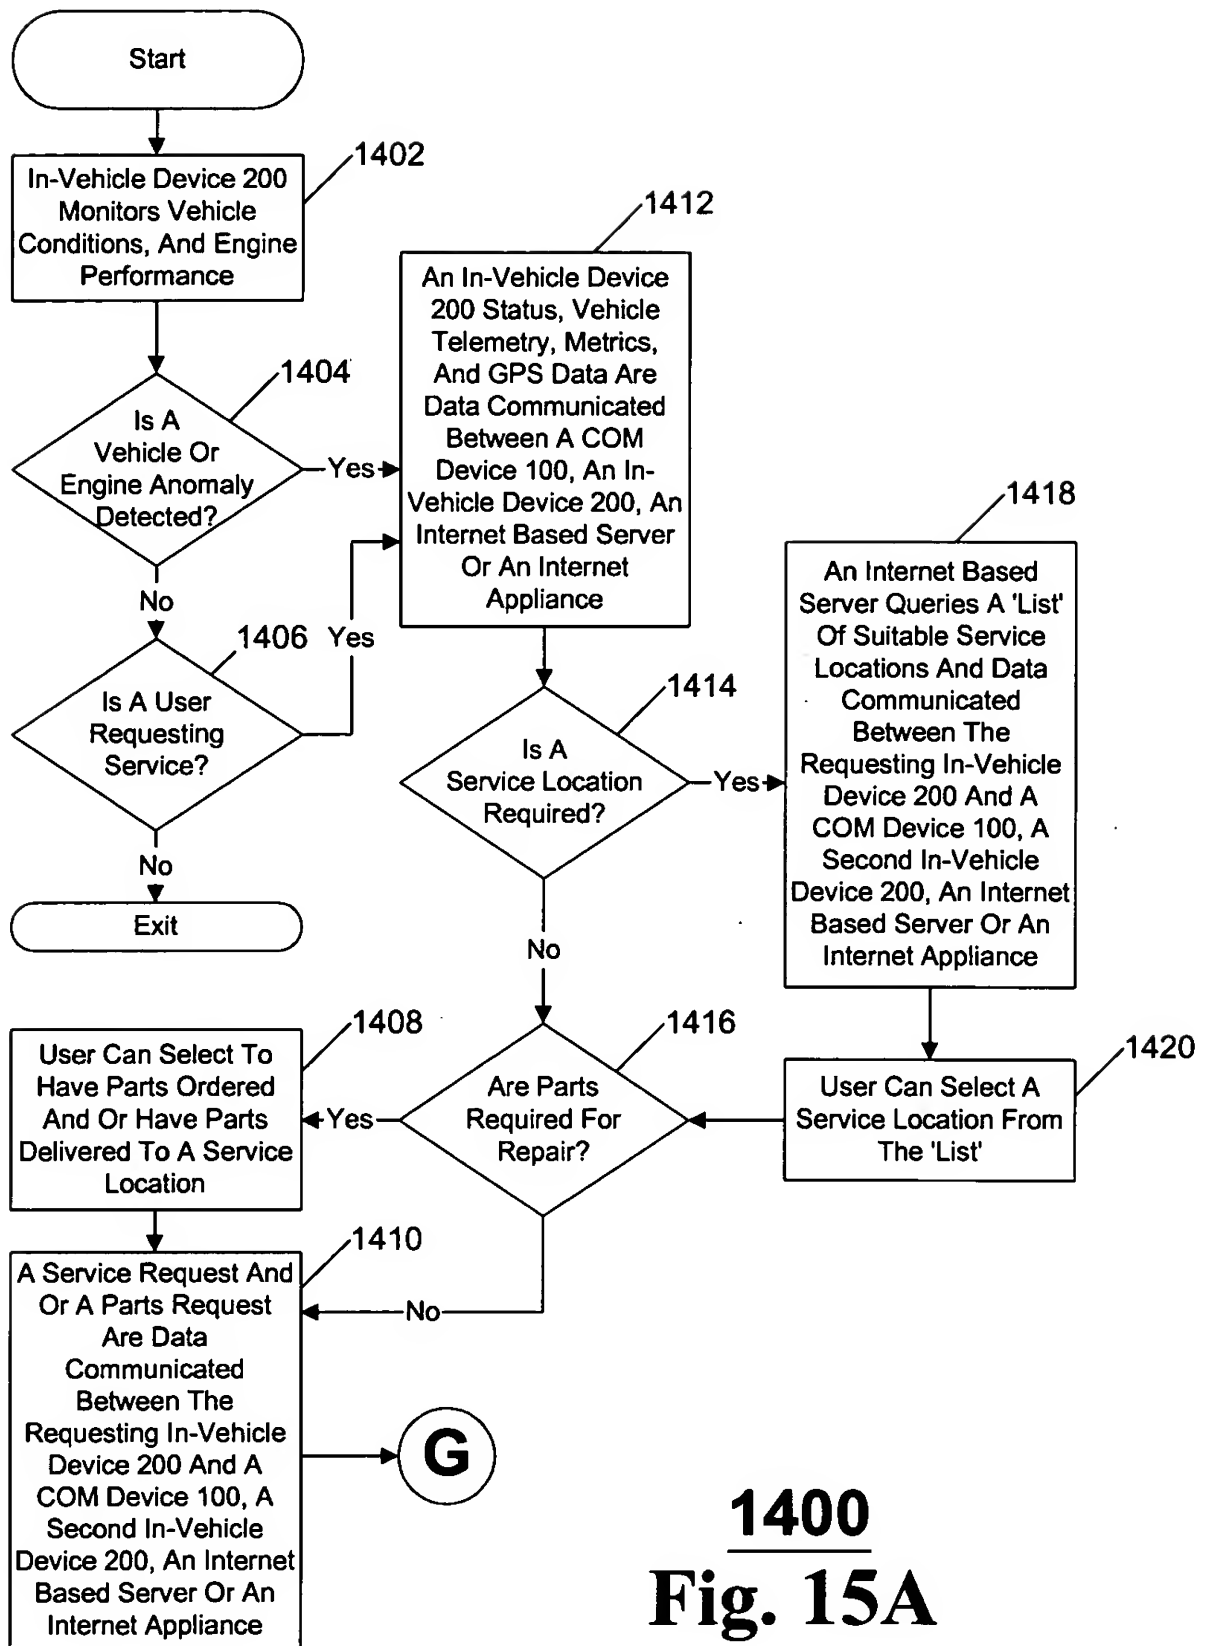 Start
1402
In-Vehicle Device 200
Monitors Vehicle
Conditions, And Engine
Performance
1404
Is A
Vehicle Or
Engine Anomaly
Detected?
Yes
No
1406
Is A User
Requesting
Service?
Yes
No
Exit
1412
An In-Vehicle Device
200 Status, Vehicle
Telemetry, Metrics,
And GPS Data Are
Data Communicated
Between A COM
Device 100, An In-
Vehicle Device 200, An
Internet Based Server
Or An Internet
Appliance
1414
Is A
Service Location
Required?
Yes
No
1418
An Internet Based
Server Queries A 'List'
Of Suitable Service
Locations And Data
Communicated
Between The
Requesting In-Vehicle
Device 200 And A
COM Device 100, A
Second In-Vehicle
Device 200, An Internet
Based Server Or An
Internet Appliance
1420
User Can Select A
Service Location From
The 'List'
1416
Are Parts
Required For
Repair?
Yes
No
1408
User Can Select To
Have Parts Ordered
And Or Have Parts
Delivered To A Service
Location
1410
A Service Request And
Or A Parts Request
Are Data
Communicated
Between The
Requesting In-Vehicle
Device 200 And A
COM Device 100, A
Second In-Vehicle
Device 200, An Internet
Based Server Or An
Internet Appliance
G
1400
Fig. 15A